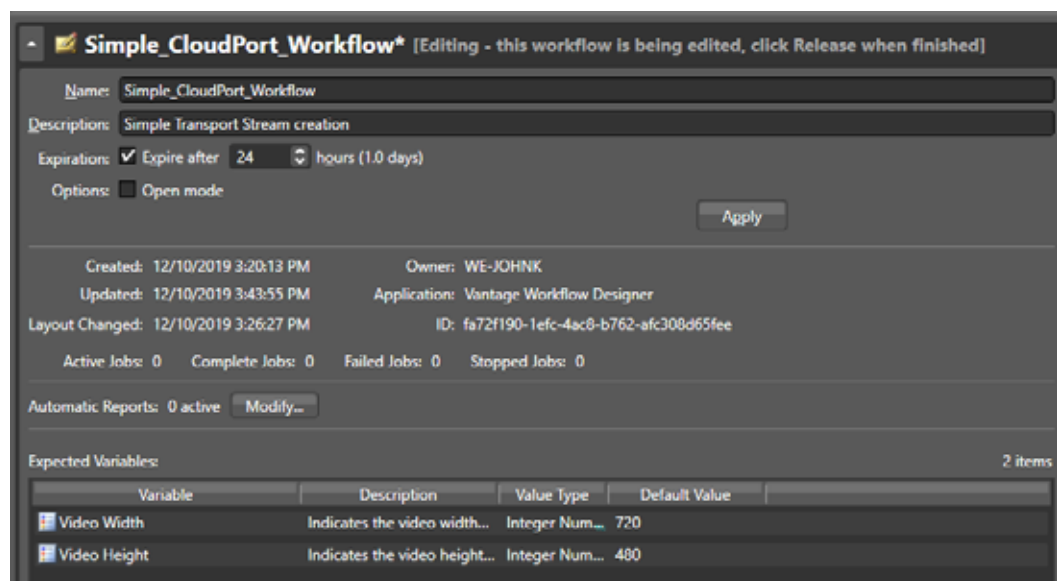 Simple_CloudPort_Workflow* [Editing - this workflow is being edited, click Release when finished]
Name: Simple_CloudPort_Workflow
Description: Simple Transport Stream creation
Expiration: Expire after 24 hours (1.0 days)
Options: Open mode
Apply
Created: 12/10/2019 3:20:13 PM Owner: WE-JOHNK
Updated: 12/10/2019 3:43:55 PM Application: Vantage Workflow Designer
Layout Changed: 12/10/2019 3:26:27 PM ID: fa72f190-1efc-4ac8-b762-afc308d65fee
Active Jobs: 0 Complete Jobs: 0 Failed Jobs: 0 Stopped Jobs: 0
Automatic Reports: 0 active Modify...
Expected Variables: 2 items
Variable Description Value Type Default Value
Video Width Indicates the video width... Integer Num... 720
Video Height Indicates the video height... Integer Num... 480